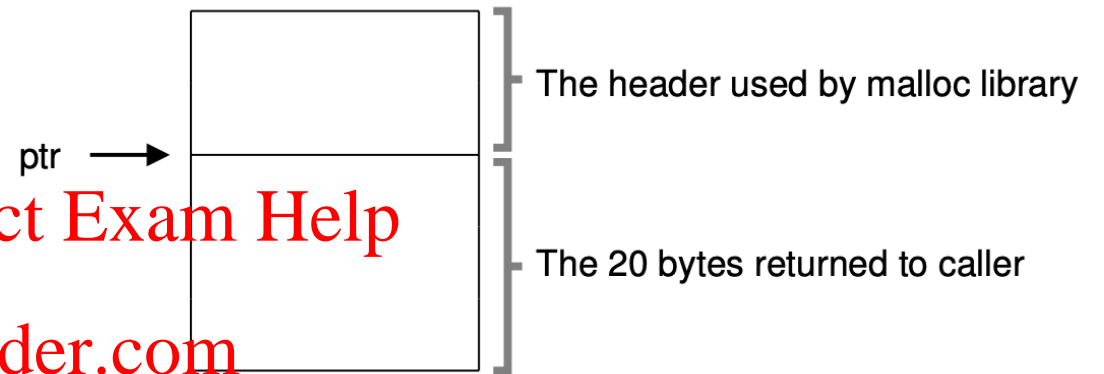 The header used by malloc library
ptr
ct Exam Help
The 20 bytes returned to caller
der.com